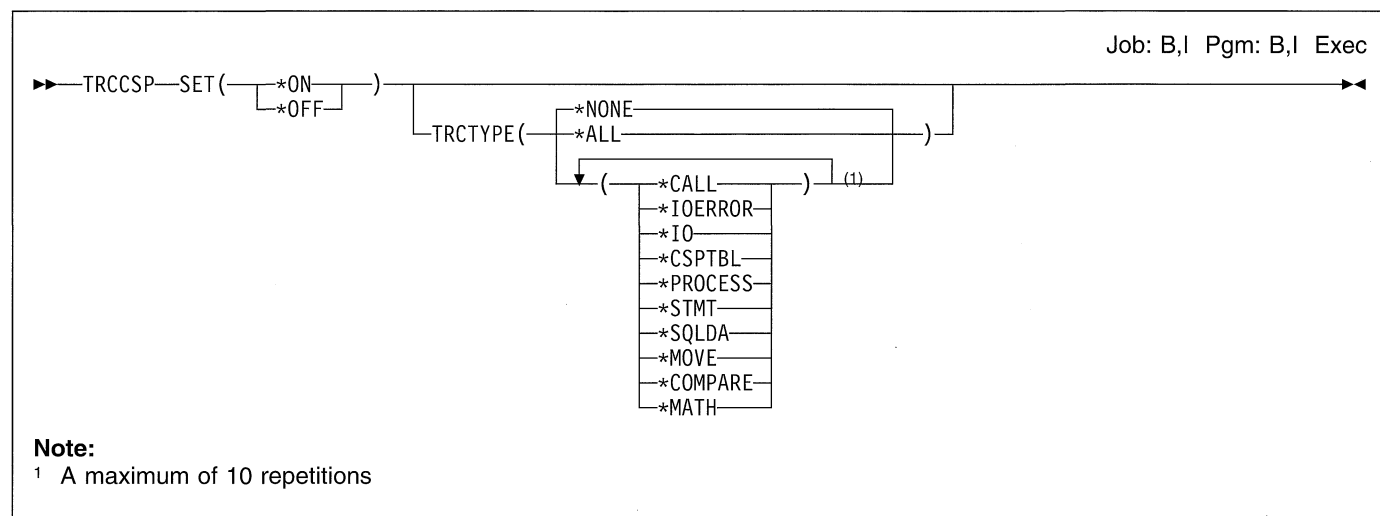 Job: B,I Pgm: B,I Exec
TRCCSP SET( *ON )
*OFF
*NONE
TRCTYPE( *ALL )
( *CALL ) (1)
*IOERROR
*IO
*CSPTBL
*PROCESS
*STMT
*SQLDA
*MOVE
*COMPARE
*MATH
Note:
1 A maximum of 10 repetitions